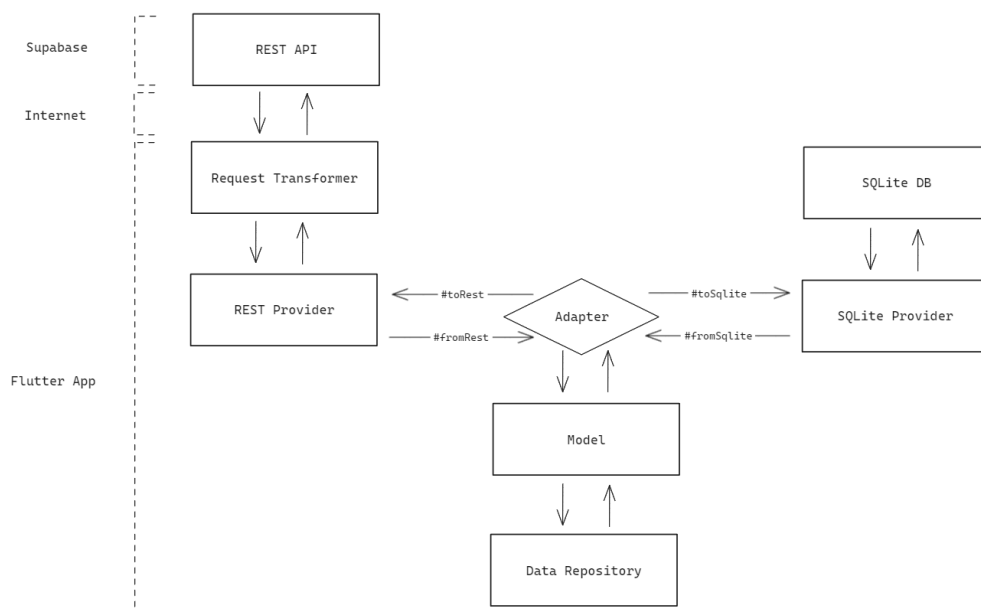 Supabase
REST API
Internet
Request Transformer
SQLite DB
#toRest
#toSqlite
REST Provider
Adapter
SQLite Provider
#fromRest
#fromSqlite
Flutter App
Model
Data Repository